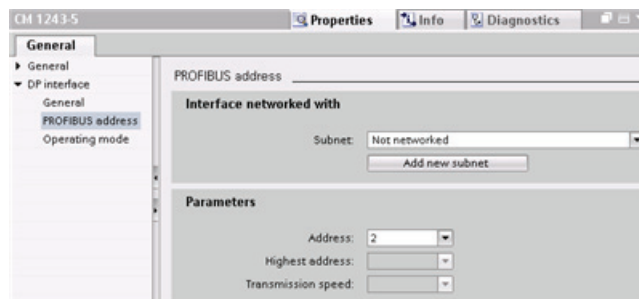 CM 1243-5
Properties
Info
Diagnostics
General
General
DP interface
General
PROFIBUS address
Operating mode
PROFIBUS address
Interface networked with
Subnet: Not networked
Add new subnet
Parameters
Address: 2
Highest address:
Transmission speed: